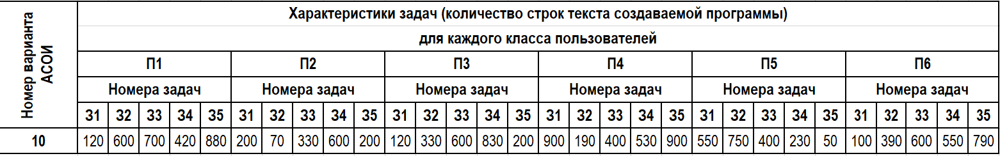 Номер варианта АСОИ
Характеристики задач (количество строк текста создаваемой программы)
для каждого класса пользователей
П1 П2 П3 П4 П5 П6
Номера задач Номера задач Номера задач Номера задач Номера задач Номера задач
З1 З2 З3 З4 З5 З1 З2 З3 З4 З5 З1 З2 З3 З4 З5 З1 З2 З3 З4 З5 З1 З2 З3 З4 З5 З1 З2 З3 З4 З5
10 120 600 700 420 880 200 70 330 600 200 120 330 600 830 200 900 190 400 530 900 550 750 400 230 50 100 390 600 550 790